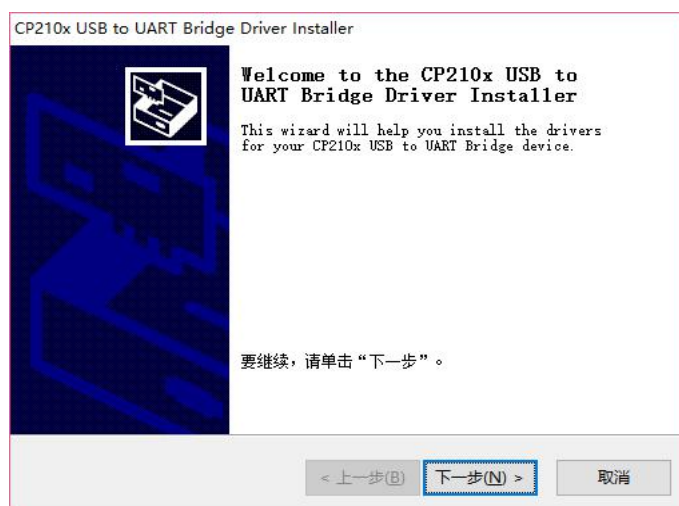 CP210x USB to UART Bridge Driver Installer
Welcome to the CP210x USB to
UART Bridge Driver Installer
This wizard will help you install the drivers
for your CP210x USB to UART Bridge device.
要继续，请单击“下一步”。
< 上一步(B)
下一步(N) >
取消